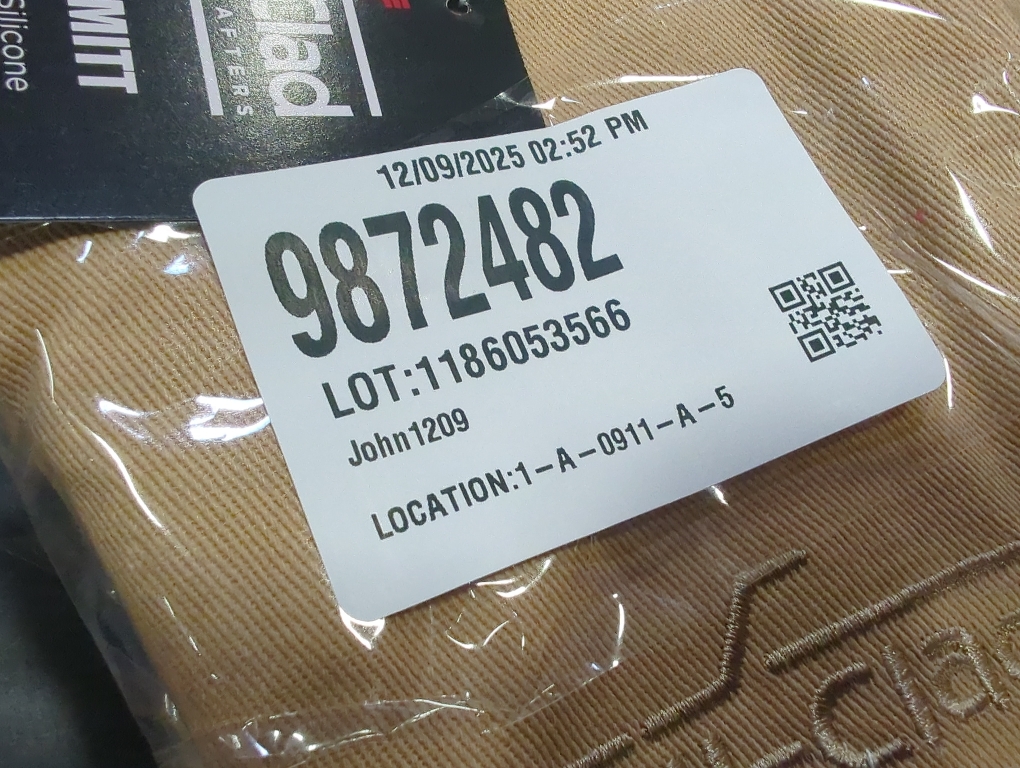 Silicone
MITT
clad
AFTERS
12/09/2025 02:52 PM
9872482
LOT:1186053566
John1209
LOCATION:1-A-0911-A-5
-Clad